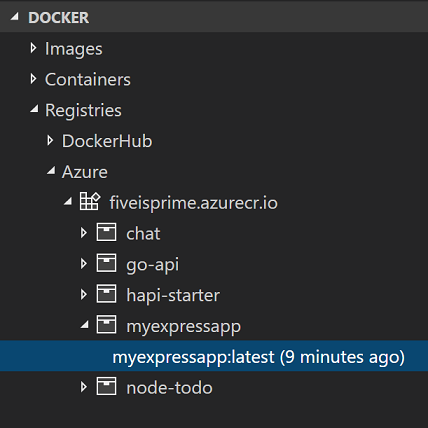 DOCKER
Images
Containers
Registries
DockerHub
Azure
fiveisprime.azurecr.io
chat
go-api
hapi-starter
myexpressapp
myexpressapp:latest (9 minutes ago)
node-todo